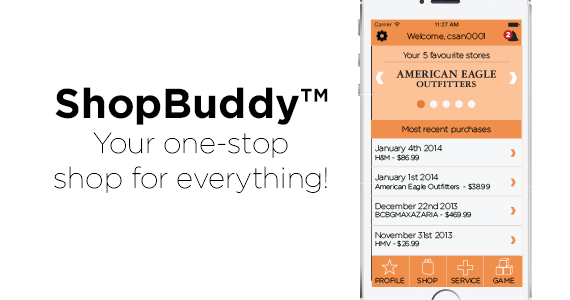 ShopBuddy™
Your one-stop
shop for everything!
Carrier 11:27 AM
Welcome, csan0001
2
Your 5 favourite stores
AMERICAN EAGLE
OUTFITTERS
Most recent purchases
January 4th 2014
H&M - $86.99
January 1st 2014
American Eagle Outfitters - $38.99
December 22nd 2013
BCBGMAXAZARIA - $469.99
November 31st 2013
HMV - $26.99
PROFILE SHOP SERVICE GAME